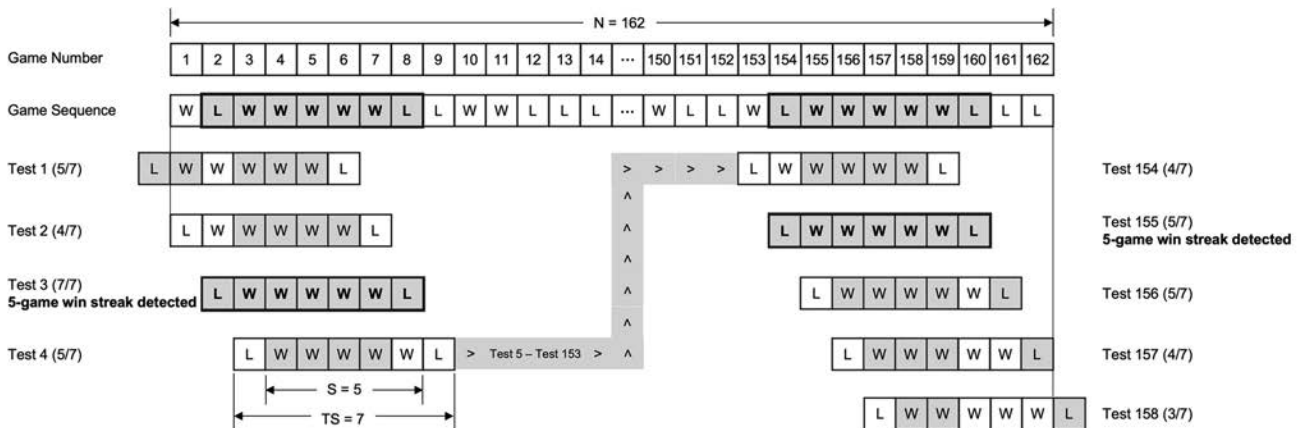 N = 162
Game Number 1 2 3 4 5 6 7 8 9 10 11 12 13 14 ... 150 151 152 153 154 155 156 157 158 159 160 161 162
Game Sequence W L W W W W W L L W W L L L ... W L L W L W W W W W L L L
Test 1 (5/7) L W W W W W L > > > > L W W W W W L Test 154 (4/7)
^
Test 2 (4/7) L W W W W W L ^ L W W W W W L Test 155 (5/7)
5-game win streak detected
^
Test 3 (7/7) L W W W W W L ^ L W W W W W L Test 156 (5/7)
5-game win streak detected
^
Test 4 (5/7) L W W W W W L > Test 5 – Test 153 > ^ L W W W W W L Test 157 (4/7)
S = 5
TS = 7 L W W W W W L Test 158 (3/7)